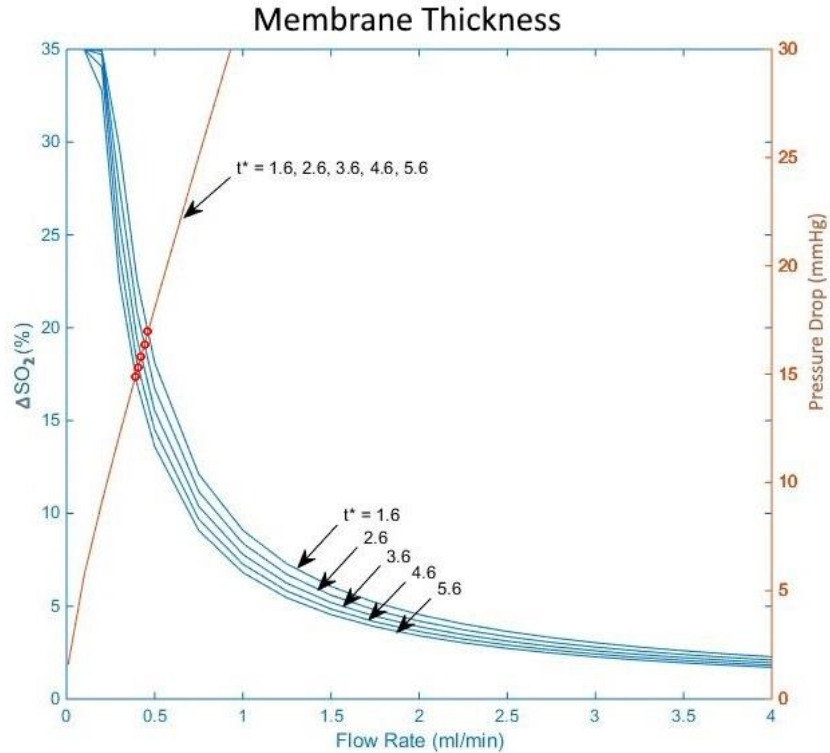 Membrane Thickness
35
30
25
20
15
10
5
0
ΔSO₂(%)
30
25
20
15
10
5
0
Pressure Drop (mmHg)
t* = 1.6, 2.6, 3.6, 4.6, 5.6
t* = 1.6
2.6
3.6
4.6
5.6
0 0.5 1 1.5 2 2.5 3 3.5 4
Flow Rate (ml/min)